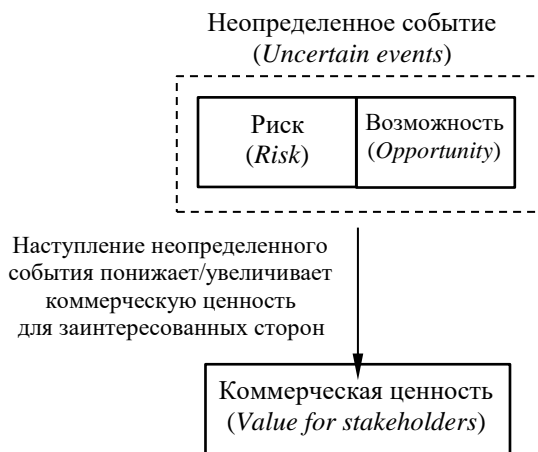 Неопределенное событие
(Uncertain events)
Риск
(Risk)
Возможность
(Opportunity)
Наступление неопределенного
события понижает/увеличивает
коммерческую ценность
для заинтересованных сторон
Коммерческая ценность
(Value for stakeholders)